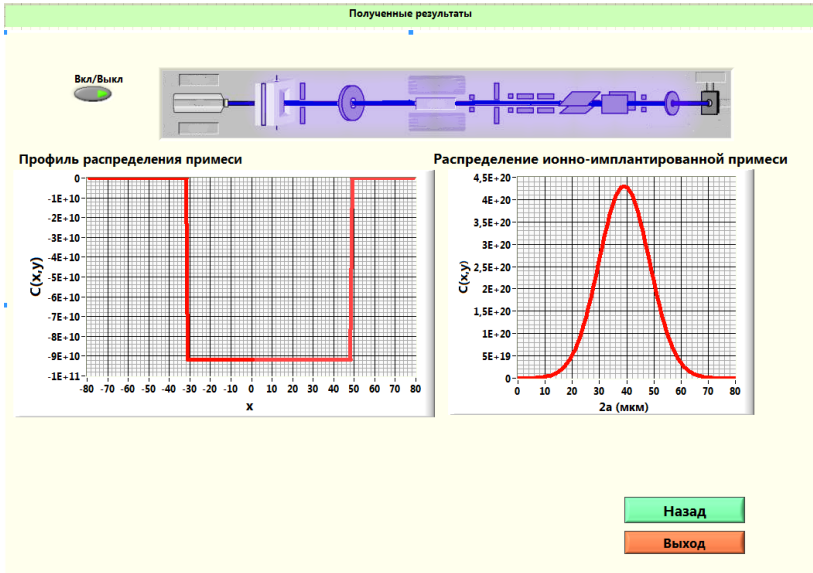 Полученные результаты
Вкл/Выкл
Профиль распределения примеси
Распределение ионно-имплантированной примеси
C(x,y)
0
-1E+10
-2E+10
-3E+10
-4E+10
-5E+10
-6E+10
-7E+10
-8E+10
-9E+10
-1E+11
-80 -70 -60 -50 -40 -30 -20 -10 0 10 20 30 40 50 60 70 80
x
C(x,y)
4,5E+20
4E+20
3,5E+20
3E+20
2,5E+20
2E+20
1,5E+20
1E+20
5E+19
0
0 10 20 30 40 50 60 70 80
2a (мкм)
Назад
Выход